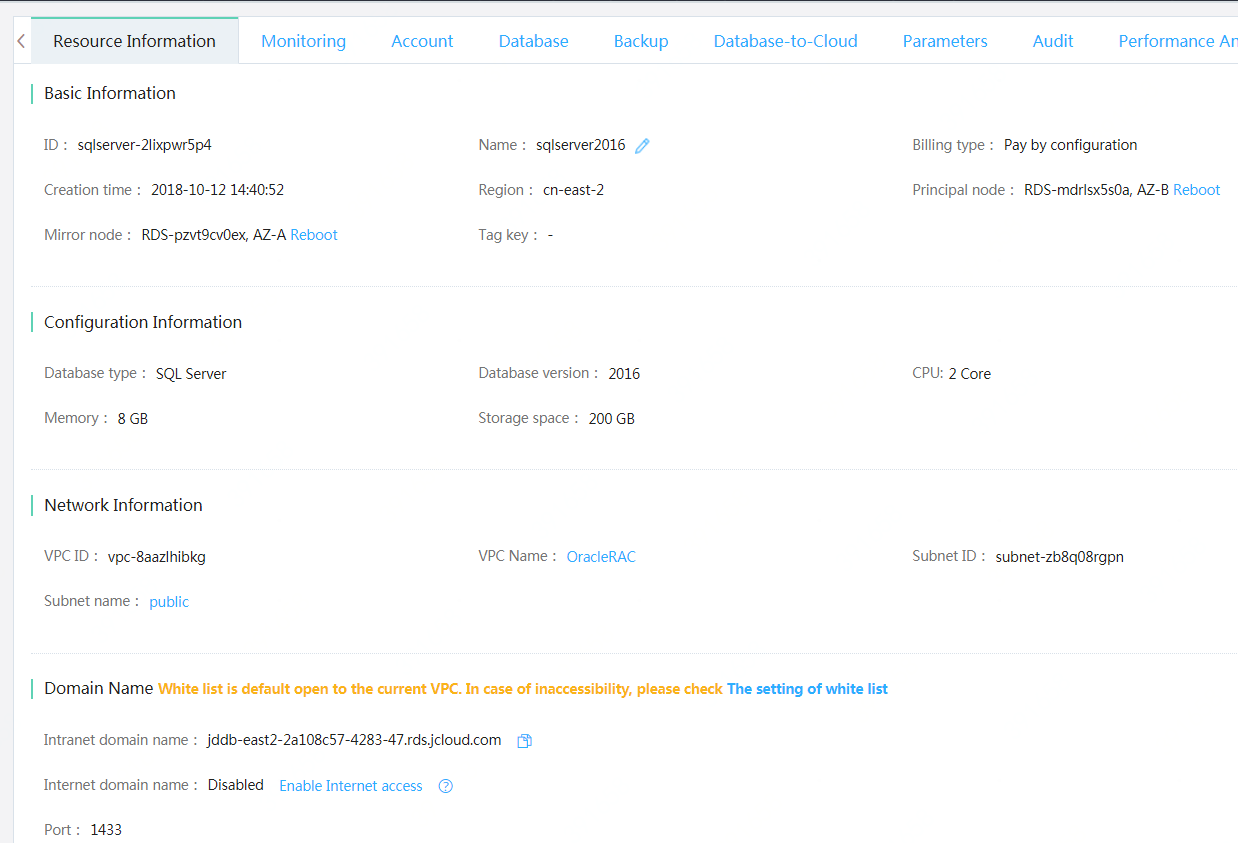 Resource Information Monitoring Account Database Backup Database-to-Cloud Parameters Audit Performance An
Basic Information
ID : sqlserver-2lixpwr5p4 Name : sqlserver2016 Billing type : Pay by configuration
Creation time : 2018-10-12 14:40:52 Region : cn-east-2 Principal node : RDS-mdrlsx5s0a, AZ-B Reboot
Mirror node : RDS-pzvt9cv0ex, AZ-A Reboot Tag key : -
Configuration Information
Database type : SQL Server Database version : 2016 CPU: 2 Core
Memory : 8 GB Storage space : 200 GB
Network Information
VPC ID : vpc-8aazlhibkg VPC Name : OracleRAC Subnet ID : subnet-zb8q08rgpn
Subnet name : public
Domain Name White list is default open to the current VPC. In case of inaccessibility, please check The setting of white list
Intranet domain name : jddb-east2-2a108c57-4283-47.rds.jcloud.com
Internet domain name : Disabled Enable Internet access ?
Port : 1433